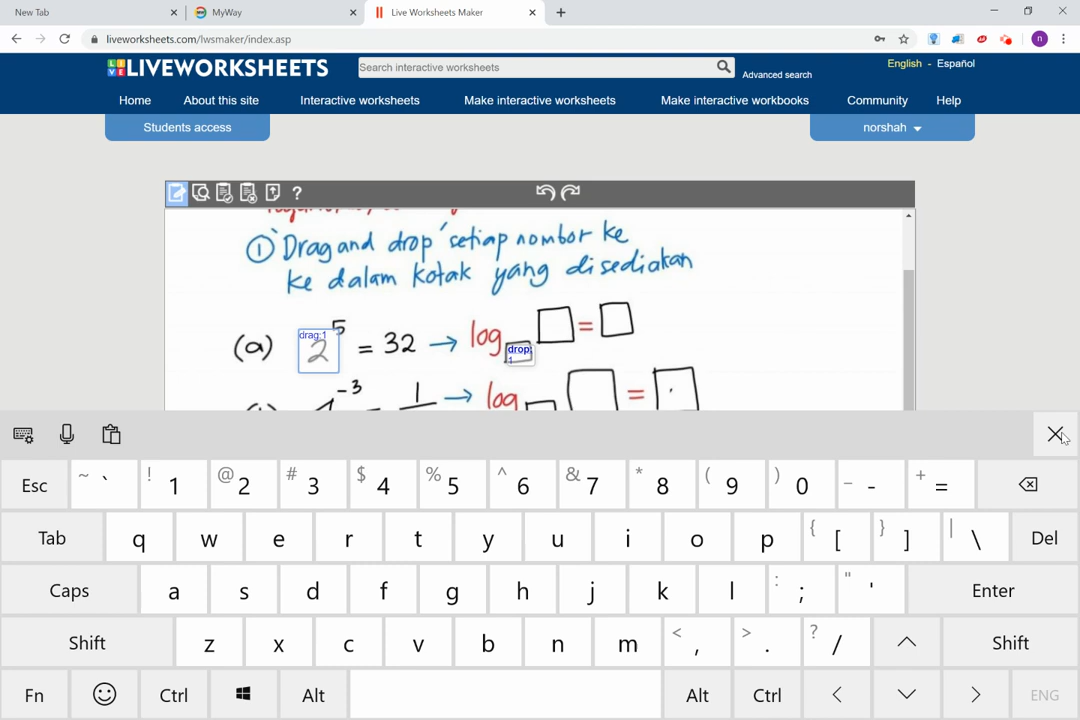 New Tab
MyWay
Live Worksheets Maker
liveworksheets.com/lwsmaker/index.asp
n
LIVE LIVEWORKSHEETS
Search interactive worksheets
Advanced search
English - Español
Home About this site Interactive worksheets Make interactive worksheets Make interactive workbooks Community Help
Students access
norshah
?
① 'Drag and drop' setiap nombor ke
ke dalam kotak yang disediakan
(a) drag:1 2⁵ = 32 → log drop:1 □ = □
-3 1 → log □ □ = □
Esc ~ ` ! 1 @ 2 # 3 $ 4 % 5 ^ 6 & 7 * 8 ( 9 ) 0 _ - + =
Tab q w e r t y u i o p { [ } ] | \ Del
Caps a s d f g h j k l : ; " ' Enter
Shift z x c v b n m < , > . ? / Shift
Fn Ctrl Alt Alt Ctrl ENG